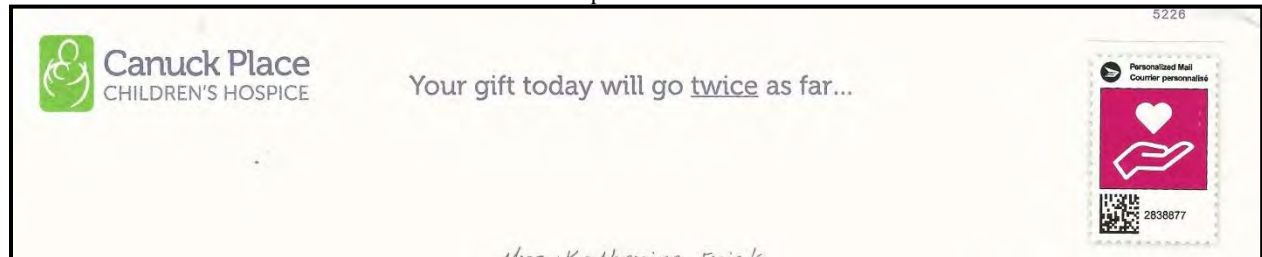 5226
Canuck Place
CHILDREN'S HOSPICE
Your gift today will go twice as far...
Personalized Mail
Courrier personnalisé
2838877